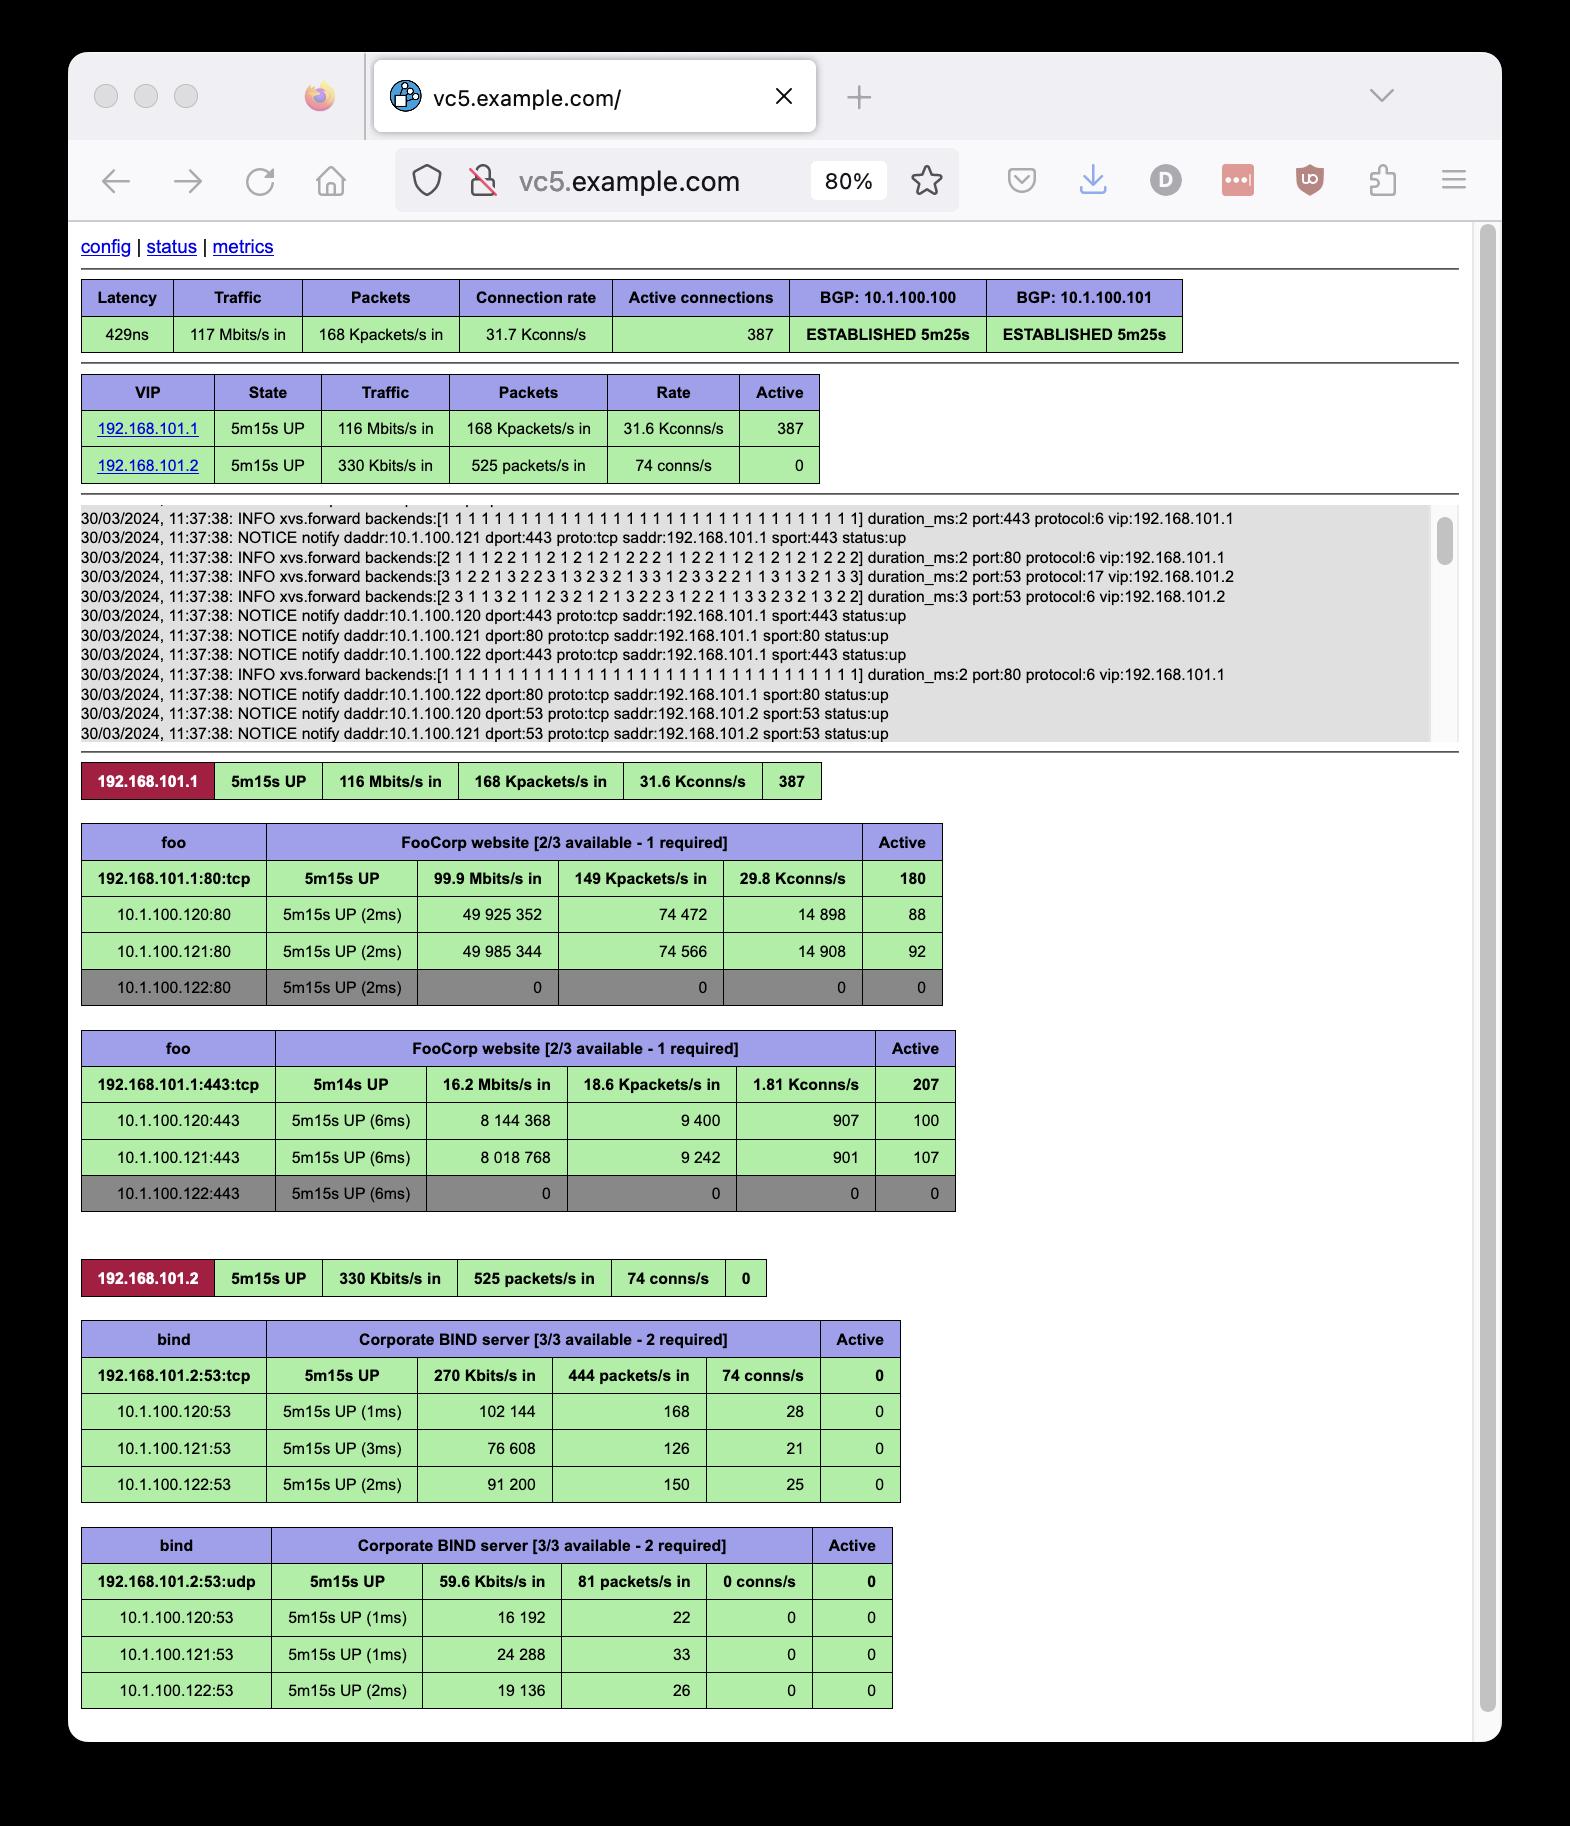 vc5.example.com/
vc5.example.com 80%
D
UO
config | status | metrics
Latency Traffic Packets Connection rate Active connections BGP: 10.1.100.100 BGP: 10.1.100.101
429ns 117 Mbits/s in 168 Kpackets/s in 31.7 Kconns/s 387 ESTABLISHED 5m25s ESTABLISHED 5m25s
VIP State Traffic Packets Rate Active
192.168.101.1 5m15s UP 116 Mbits/s in 168 Kpackets/s in 31.6 Kconns/s 387
192.168.101.2 5m15s UP 330 Kbits/s in 525 packets/s in 74 conns/s 0
30/03/2024, 11:37:38: INFO xvs.forward backends:[1 1 1 1 1 1 1 1 1 1 1 1 1 1 1 1 1 1 1 1 1 1 1 1 1 1 1 1 1 1 1 1] duration_ms:2 port:443 protocol:6 vip:192.168.101.1
30/03/2024, 11:37:38: NOTICE notify daddr:10.1.100.121 dport:443 proto:tcp saddr:192.168.101.1 sport:443 status:up
30/03/2024, 11:37:38: INFO xvs.forward backends:[2 1 1 1 2 2 1 1 2 1 2 1 2 1 2 2 2 1 1 2 2 1 1 2 1 2 1 2 1 2 2 2] duration_ms:2 port:80 protocol:6 vip:192.168.101.1
30/03/2024, 11:37:38: INFO xvs.forward backends:[3 1 2 2 1 3 2 2 3 1 3 2 3 2 1 3 3 1 2 3 3 2 2 1 1 3 1 3 2 1 3 3] duration_ms:2 port:53 protocol:17 vip:192.168.101.2
30/03/2024, 11:37:38: INFO xvs.forward backends:[2 3 1 1 3 2 1 1 2 3 2 1 2 1 3 2 2 3 1 2 2 1 1 3 3 2 3 2 1 3 2 2] duration_ms:3 port:53 protocol:6 vip:192.168.101.2
30/03/2024, 11:37:38: NOTICE notify daddr:10.1.100.120 dport:443 proto:tcp saddr:192.168.101.1 sport:443 status:up
30/03/2024, 11:37:38: NOTICE notify daddr:10.1.100.121 dport:80 proto:tcp saddr:192.168.101.1 sport:80 status:up
30/03/2024, 11:37:38: NOTICE notify daddr:10.1.100.122 dport:443 proto:tcp saddr:192.168.101.1 sport:443 status:up
30/03/2024, 11:37:38: INFO xvs.forward backends:[1 1 1 1 1 1 1 1 1 1 1 1 1 1 1 1 1 1 1 1 1 1 1 1 1 1 1 1 1 1 1 1] duration_ms:2 port:80 protocol:6 vip:192.168.101.1
30/03/2024, 11:37:38: NOTICE notify daddr:10.1.100.122 dport:80 proto:tcp saddr:192.168.101.1 sport:80 status:up
30/03/2024, 11:37:38: NOTICE notify daddr:10.1.100.120 dport:53 proto:tcp saddr:192.168.101.2 sport:53 status:up
30/03/2024, 11:37:38: NOTICE notify daddr:10.1.100.121 dport:53 proto:tcp saddr:192.168.101.2 sport:53 status:up
192.168.101.1 5m15s UP 116 Mbits/s in 168 Kpackets/s in 31.6 Kconns/s 387
foo FooCorp website [2/3 available - 1 required] Active
192.168.101.1:80:tcp 5m15s UP 99.9 Mbits/s in 149 Kpackets/s in 29.8 Kconns/s 180
10.1.100.120:80 5m15s UP (2ms) 49 925 352 74 472 14 898 88
10.1.100.121:80 5m15s UP (2ms) 49 985 344 74 566 14 908 92
10.1.100.122:80 5m15s UP (2ms) 0 0 0 0
foo FooCorp website [2/3 available - 1 required] Active
192.168.101.1:443:tcp 5m14s UP 16.2 Mbits/s in 18.6 Kpackets/s in 1.81 Kconns/s 207
10.1.100.120:443 5m15s UP (6ms) 8 144 368 9 400 907 100
10.1.100.121:443 5m15s UP (6ms) 8 018 768 9 242 901 107
10.1.100.122:443 5m15s UP (6ms) 0 0 0 0
192.168.101.2 5m15s UP 330 Kbits/s in 525 packets/s in 74 conns/s 0
bind Corporate BIND server [3/3 available - 2 required] Active
192.168.101.2:53:tcp 5m15s UP 270 Kbits/s in 444 packets/s in 74 conns/s 0
10.1.100.120:53 5m15s UP (1ms) 102 144 168 28 0
10.1.100.121:53 5m15s UP (3ms) 76 608 126 21 0
10.1.100.122:53 5m15s UP (2ms) 91 200 150 25 0
bind Corporate BIND server [3/3 available - 2 required] Active
192.168.101.2:53:udp 5m15s UP 59.6 Kbits/s in 81 packets/s in 0 conns/s 0
10.1.100.120:53 5m15s UP (1ms) 16 192 22 0 0
10.1.100.121:53 5m15s UP (1ms) 24 288 33 0 0
10.1.100.122:53 5m15s UP (2ms) 19 136 26 0 0